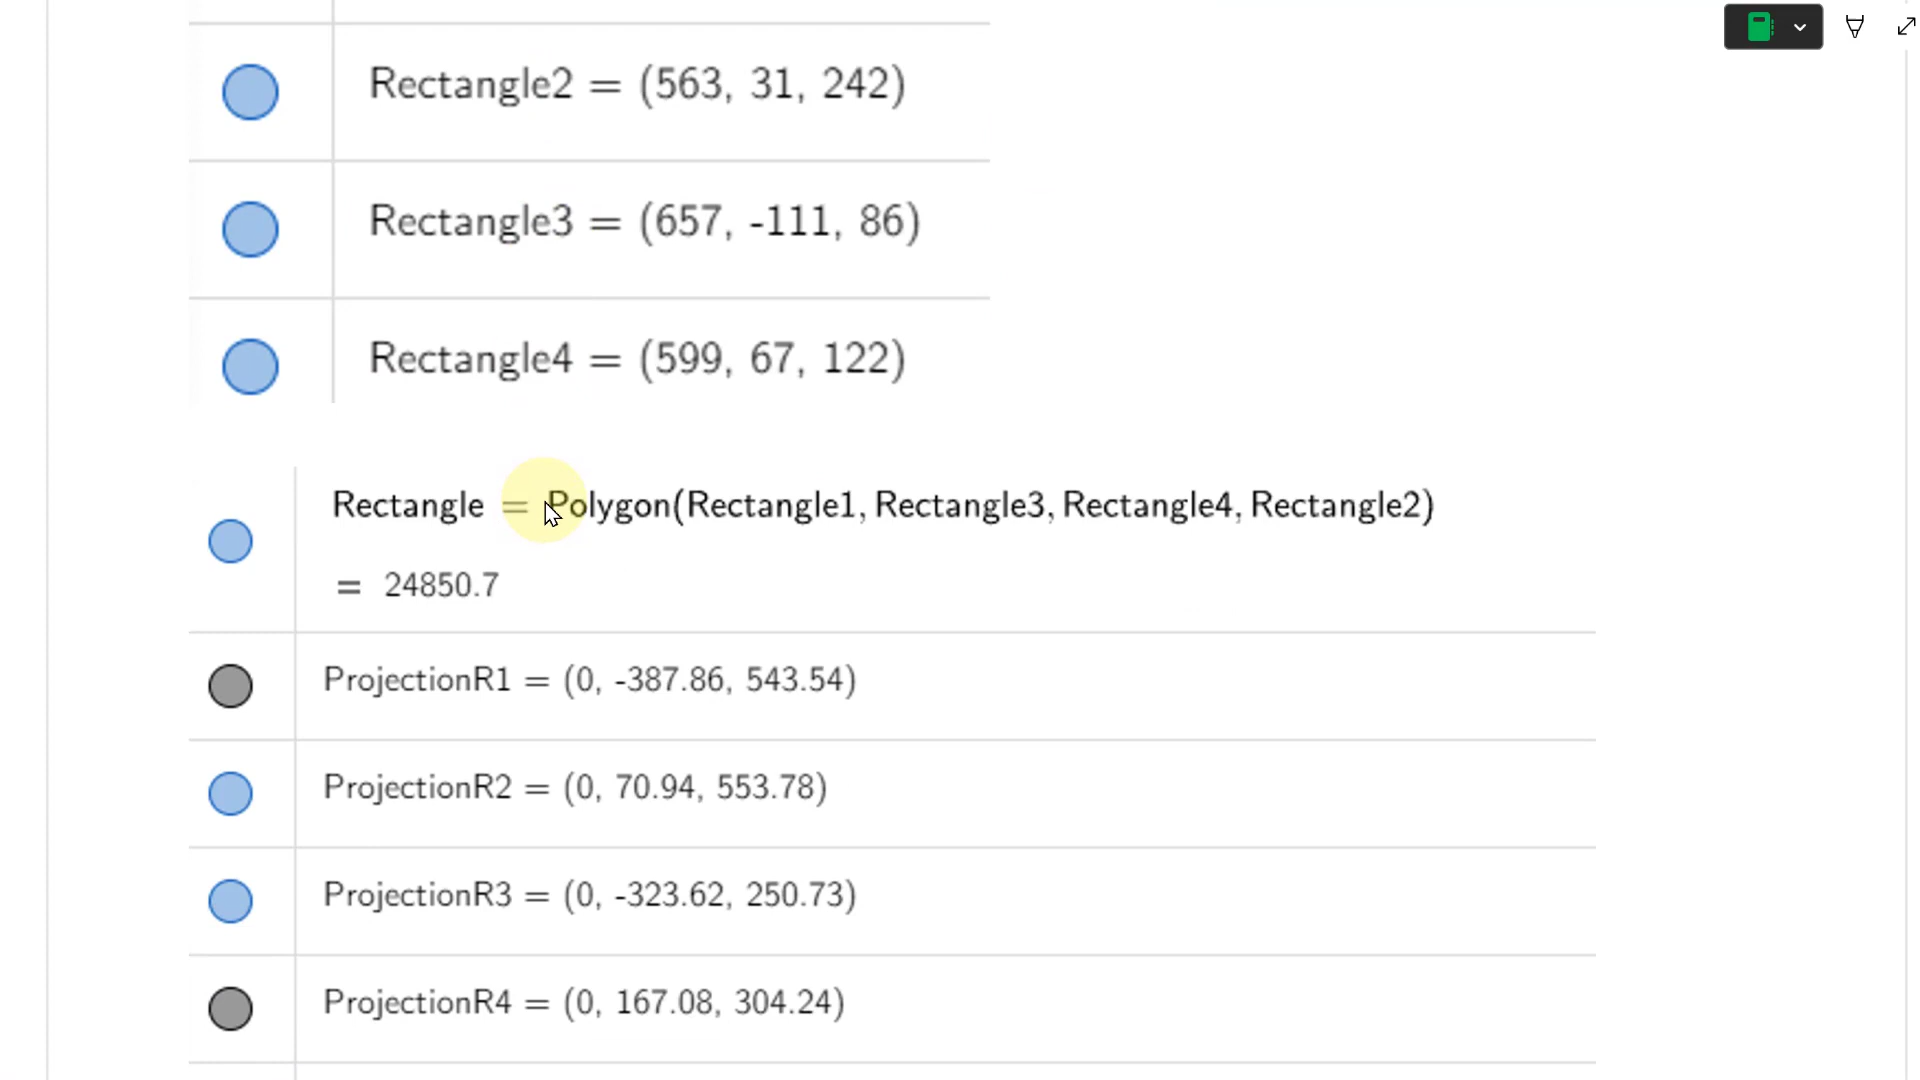 Rectangle2 = (563, 31, 242)
Rectangle3 = (657, -111, 86)
Rectangle4 = (599, 67, 122)
Rectangle = Polygon(Rectangle1, Rectangle3, Rectangle4, Rectangle2)
= 24850.7
ProjectionR1 = (0, -387.86, 543.54)
ProjectionR2 = (0, 70.94, 553.78)
ProjectionR3 = (0, -323.62, 250.73)
ProjectionR4 = (0, 167.08, 304.24)